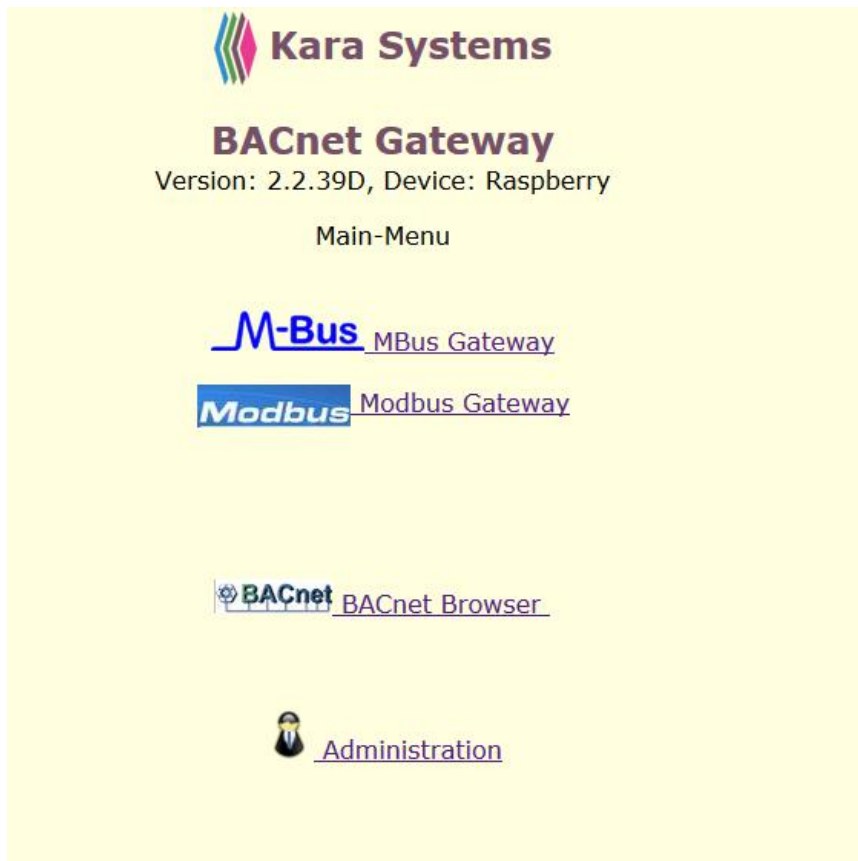 Kara Systems
BACnet Gateway
Version: 2.2.39D, Device: Raspberry
Main-Menu
M-Bus MBus Gateway
Modbus Modbus Gateway
BACnet BACnet Browser
Administration